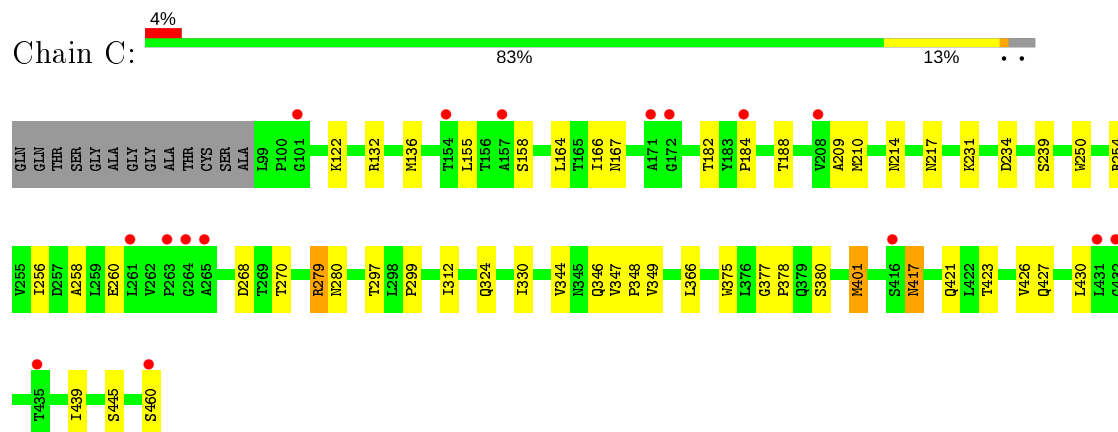 4%
Chain C:
83%
13%
• •
GLN GLN THR SER GLY ALA GLY GLY ALA THR CYS SER ALA L99 P100 G101 K122 R132 M136 T154 L155 T156 A157 S158 L164 T165 I166 N167 A171 G172 T182 Y183 P184 T188 V208 A209 M210 N214 N217 K231 D234 S239 W250
V255 I256 D257 A258 L259 E260 L261 V262 P263 G264 A265 D268 T269 T270 R279 N280 T297 L298 P299 I312 Q324 I330 V344 N345 Q346 V347 P348 V349 L366 W375 L376 G377 P378 Q379 S380 M401 S416 N417 Q421 L422 T423 V426 Q427 L430 L431
T435 I439 S445 S460